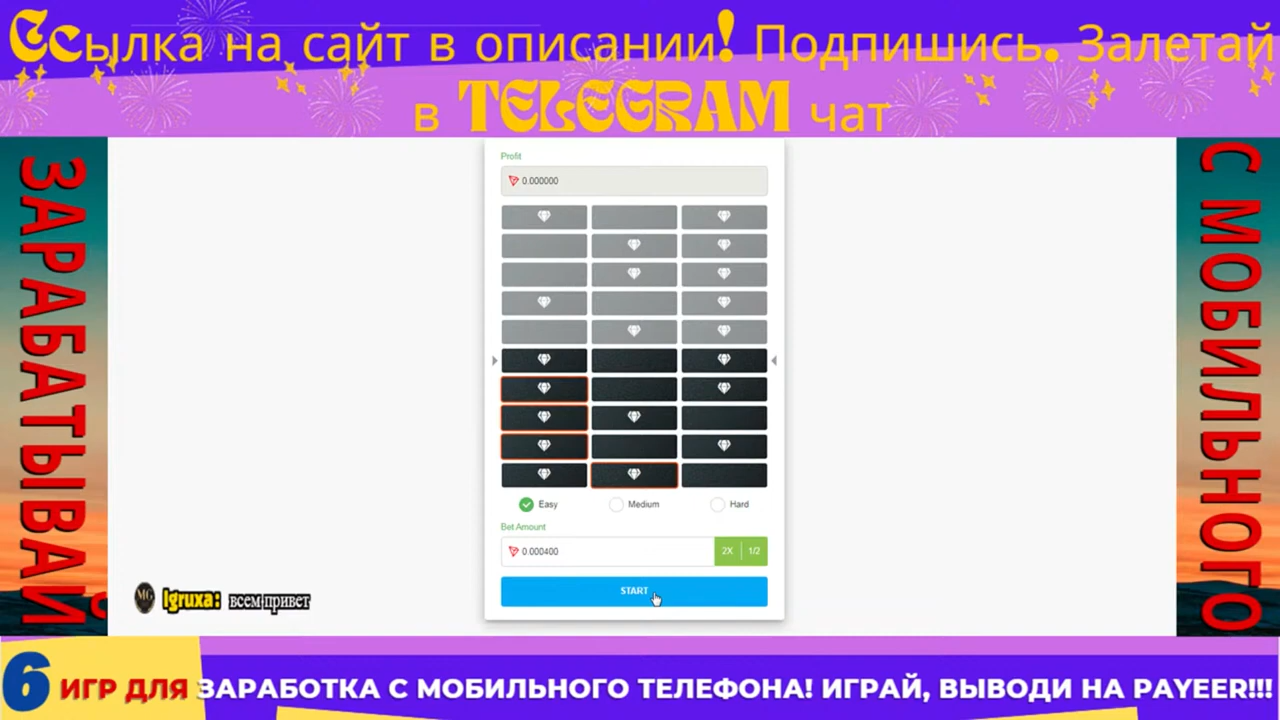 Ссылка на сайт в описании! Подпишись. Залетай
в TELEGRAM чат
ЗАРАБАТЫВАЙ
С МОБИЛЬНОГО
Profit
0.000000
Easy
Medium
Hard
Bet Amount
0.000400
2X
1/2
START
MG
Igruxa: всем привет
6 ИГР ДЛЯ ЗАРАБОТКА С МОБИЛЬНОГО ТЕЛЕФОНА! ИГРАЙ, ВЫВОДИ НА PAYEER!!!